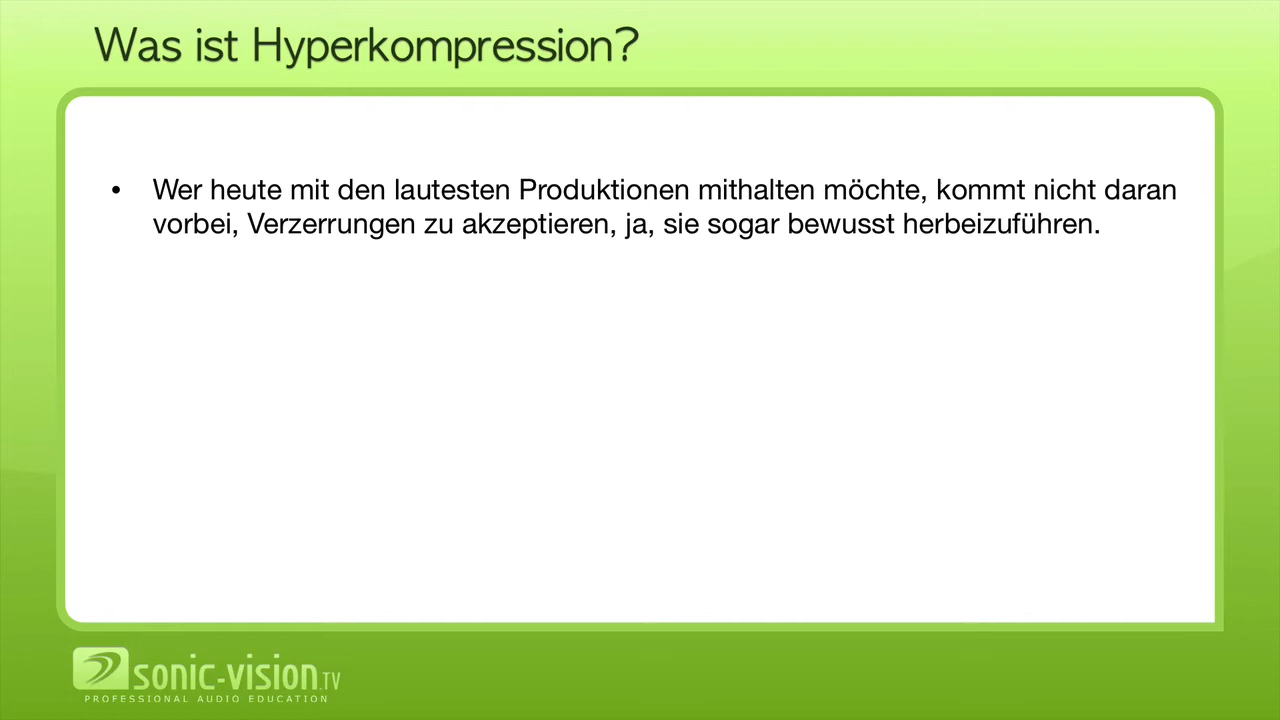 Was ist Hyperkompression?
• Wer heute mit den lautesten Produktionen mithalten möchte, kommt nicht daran
vorbei, Verzerrungen zu akzeptieren, ja, sie sogar bewusst herbeizuführen.
sonic-vision.TV
PROFESSIONAL AUDIO EDUCATION